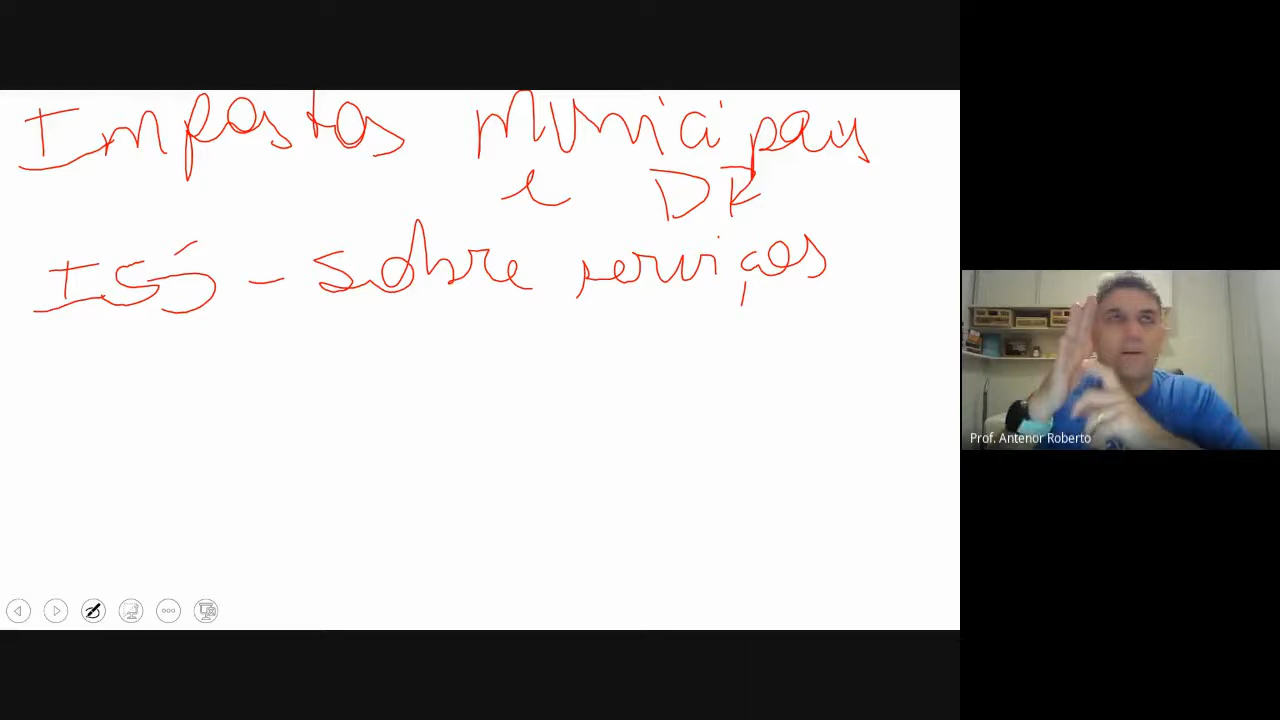 Impostos Municipais
e DF
ISS - sobre serviços
Prof. Antenor Roberto